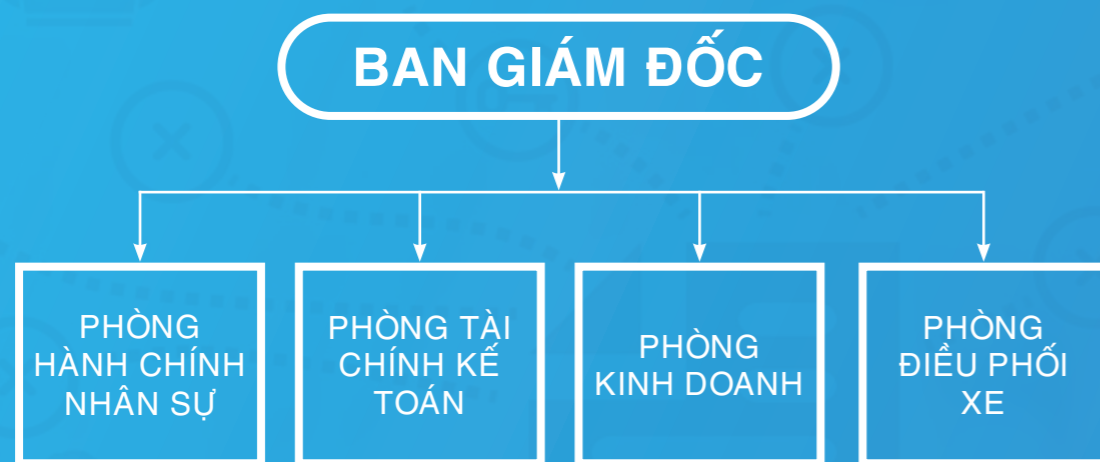 BAN GIÁM ĐỐC
PHÒNG
HÀNH CHÍNH
NHÂN SỰ
PHÒNG TÀI
CHÍNH KẾ
TOÁN
PHÒNG
KINH DOANH
PHÒNG
ĐIỀU PHỐI
XE